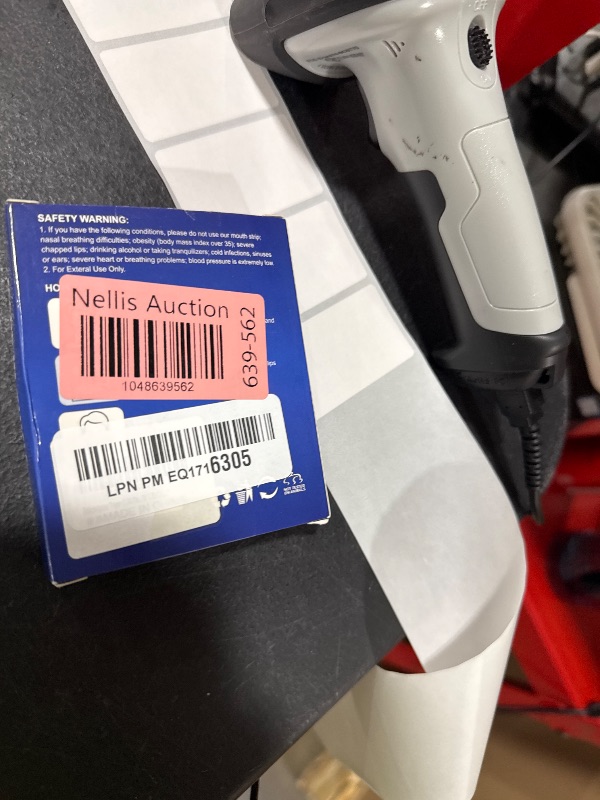 SAFETY WARNING:
1. If you have the following conditions, please do not use our mouth strip:
nasal breathing difficulties; obesity (body mass index over 35); severe
chapped lips; drinking alcohol or taking tranquilizers; cold infections, sinuses
or ears; severe heart or breathing problems; blood pressure is extremely low.
2. For Exteral Use Only.
HO
Nellis Auction
1048639562
639-562
LPN PM EQ1716305